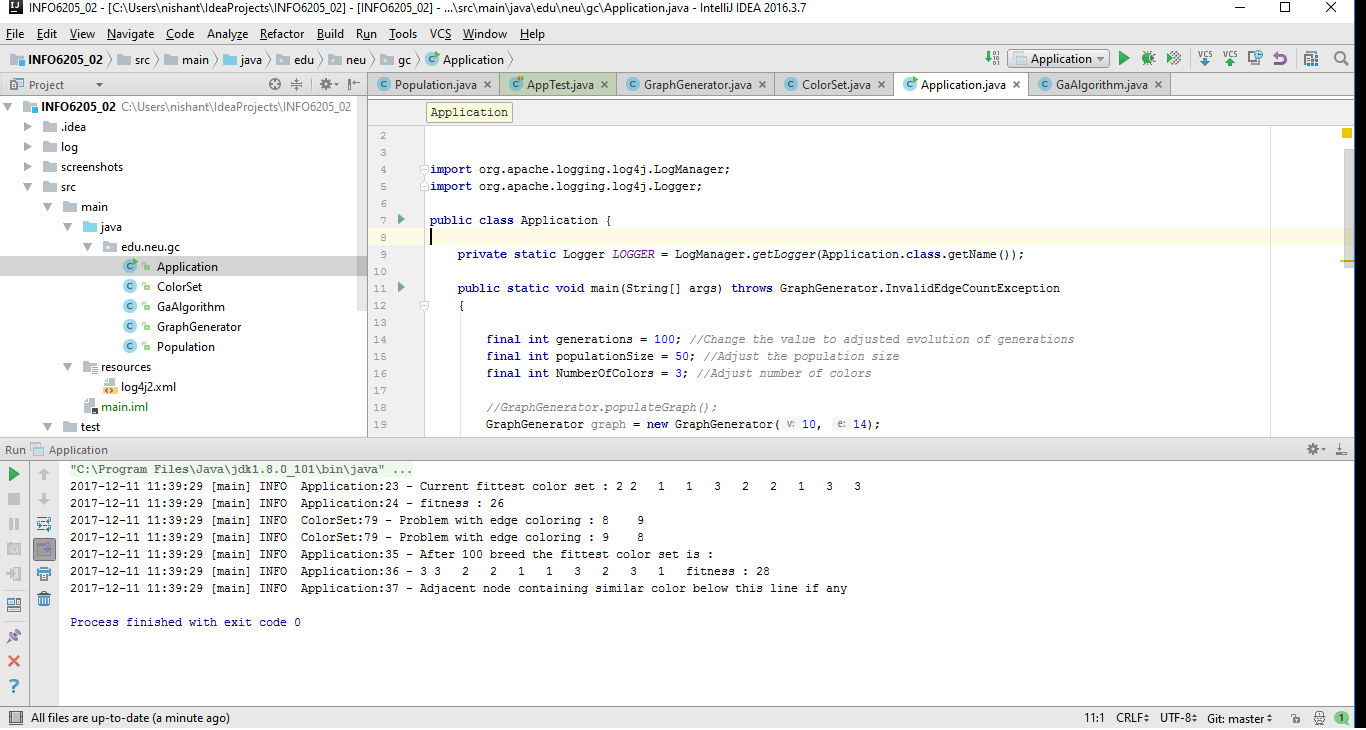 INFO6205_02 - [C:\Users\nishant\IdeaProjects\INFO6205_02] - [INFO6205_02] - ...\src\main\java\edu\neu\gc\Application.java - IntelliJ IDEA 2016.3.7
File Edit View Navigate Code Analyze Refactor Build Run Tools VCS Window Help
INFO6205_02 src main java edu neu gc Application
Application
VCS VCS
Project
Population.java AppTest.java GraphGenerator.java ColorSet.java Application.java GaAlgorithm.java
INFO6205_02 C:\Users\nishant\IdeaProjects\INFO6205_02
.idea
log
screenshots
src
main
java
edu.neu.gc
Application
ColorSet
GaAlgorithm
GraphGenerator
Population
resources
log4j2.xml
main.iml
test
Application
2
3
4 import org.apache.logging.log4j.LogManager;
5 import org.apache.logging.log4j.Logger;
6
7 public class Application {
8
9 private static Logger LOGGER = LogManager.getLogger(Application.class.getName());
10
11 public static void main(String[] args) throws GraphGenerator.InvalidEdgeCountException
12 {
13
14 final int generations = 100; //Change the value to adjusted evolution of generations
15 final int populationSize = 50; //Adjust the population size
16 final int NumberOfColors = 3; //Adjust number of colors
17
18 //GraphGenerator.populateGraph();
19 GraphGenerator graph = new GraphGenerator( v: 10, e: 14);
Run Application
"C:\Program Files\Java\jdk1.8.0_101\bin\java" ...
2017-12-11 11:39:29 [main] INFO Application:23 - Current fittest color set : 2 2 1 1 3 2 2 1 3 3
2017-12-11 11:39:29 [main] INFO Application:24 - fitness : 26
2017-12-11 11:39:29 [main] INFO ColorSet:79 - Problem with edge coloring : 8 9
2017-12-11 11:39:29 [main] INFO ColorSet:79 - Problem with edge coloring : 9 8
2017-12-11 11:39:29 [main] INFO Application:35 - After 100 breed the fittest color set is :
2017-12-11 11:39:29 [main] INFO Application:36 - 3 3 2 2 1 1 3 2 3 1 fitness : 28
2017-12-11 11:39:29 [main] INFO Application:37 - Adjacent node containing similar color below this line if any
Process finished with exit code 0
All files are up-to-date (a minute ago)
11:1 CRLF UTF-8 Git: master 1